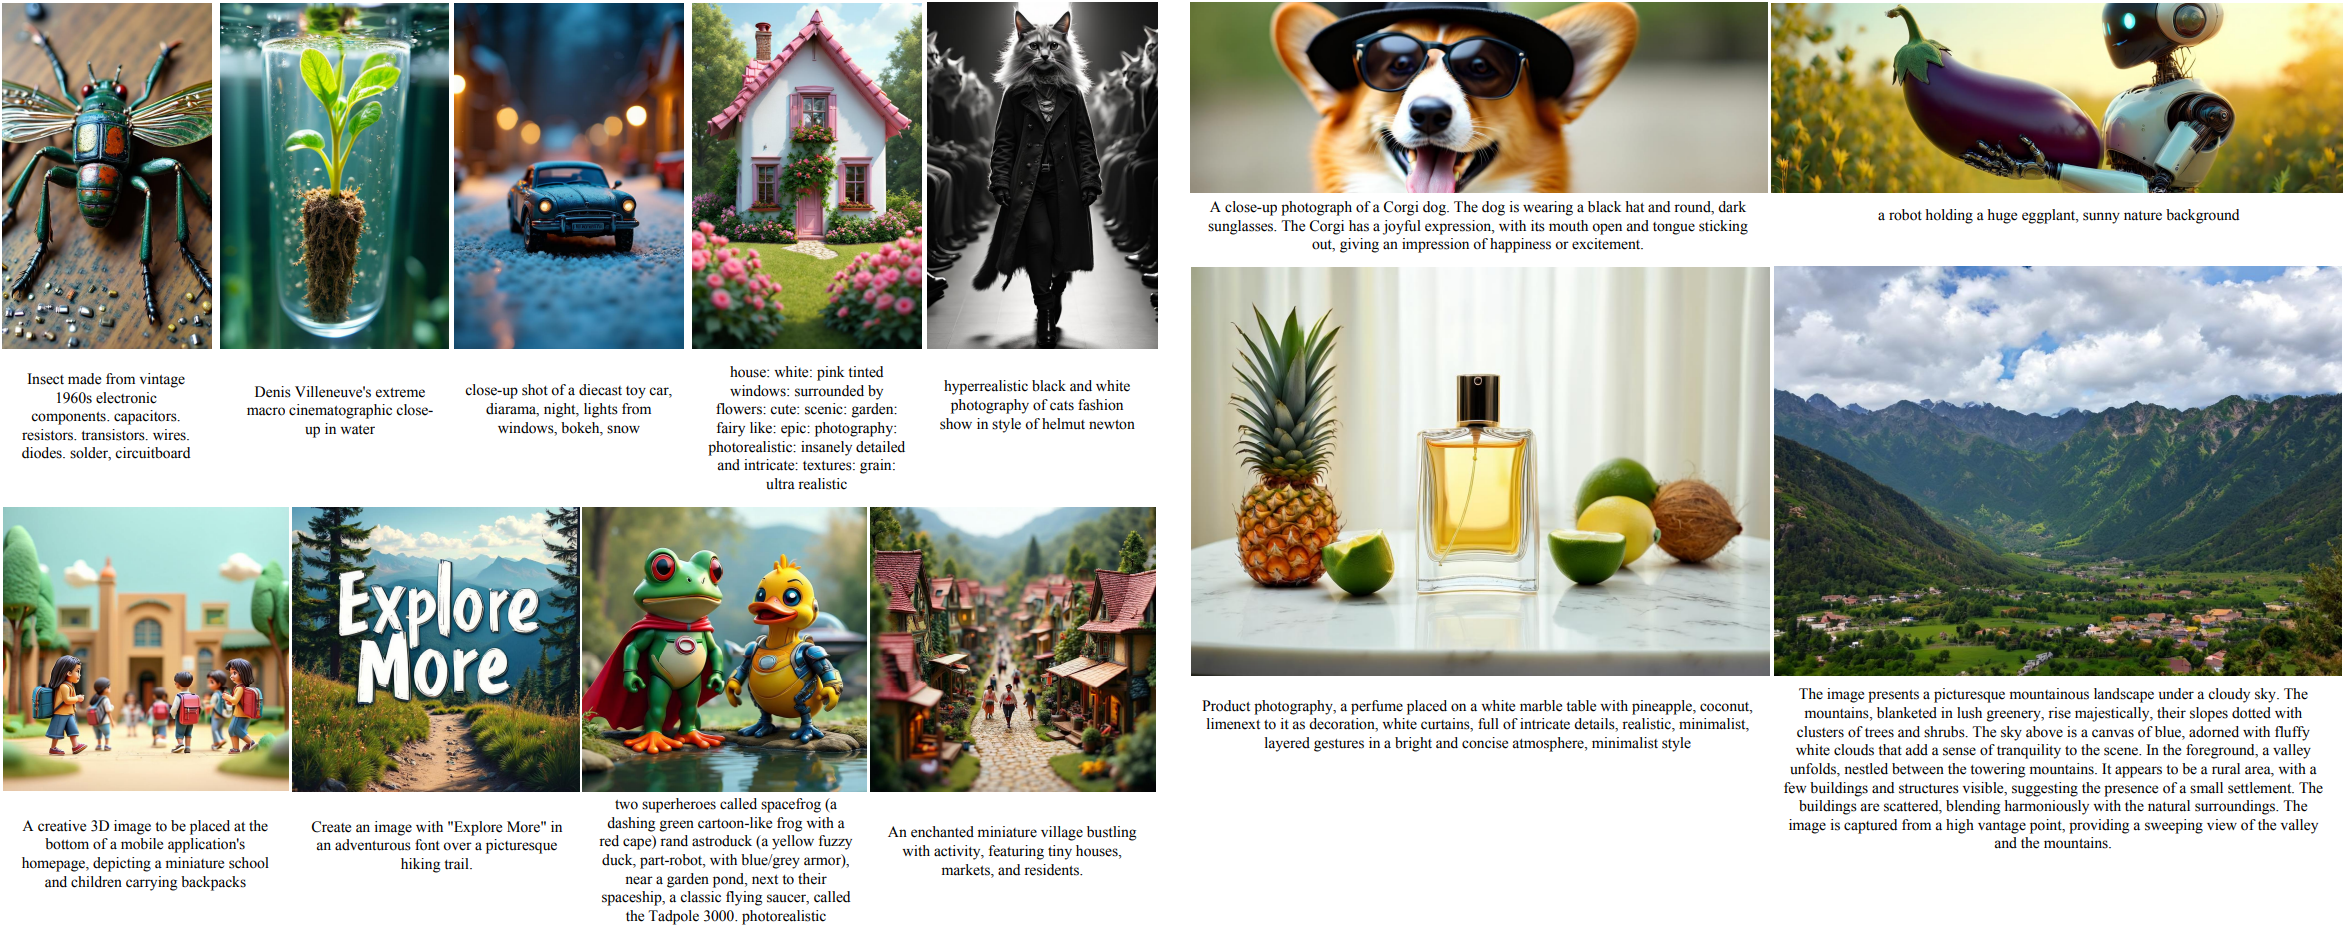 Insect made from vintage
1960s electronic
components. capacitors.
resistors. transistors. wires.
diodes. solder, circuitboard
Denis Villeneuve's extreme
macro cinematographic close-
up in water
close-up shot of a diecast toy car,
diarama, night, lights from
windows, bokeh, snow
house: white: pink tinted
windows: surrounded by
flowers: cute: scenic: garden:
fairy like: epic: photography:
photorealistic: insanely detailed
and intricate: textures: grain:
ultra realistic
hyperrealistic black and white
photography of cats fashion
show in style of helmut newton
Explore
More
A creative 3D image to be placed at the
bottom of a mobile application's
homepage, depicting a miniature school
and children carrying backpacks
Create an image with "Explore More" in
an adventurous font over a picturesque
hiking trail.
two superheroes called spacefrog (a
dashing green cartoon-like frog with a
red cape) rand astroduck (a yellow fuzzy
duck, part-robot, with blue/grey armor),
near a garden pond, next to their
spaceship, a classic flying saucer, called
the Tadpole 3000. photorealistic
An enchanted miniature village bustling
with activity, featuring tiny houses,
markets, and residents.
A close-up photograph of a Corgi dog. The dog is wearing a black hat and round, dark
sunglasses. The Corgi has a joyful expression, with its mouth open and tongue sticking
out, giving an impression of happiness or excitement.
a robot holding a huge eggplant, sunny nature background
Product photography, a perfume placed on a white marble table with pineapple, coconut,
limenext to it as decoration, white curtains, full of intricate details, realistic, minimalist,
layered gestures in a bright and concise atmosphere, minimalist style
The image presents a picturesque mountainous landscape under a cloudy sky. The
mountains, blanketed in lush greenery, rise majestically, their slopes dotted with
clusters of trees and shrubs. The sky above is a canvas of blue, adorned with fluffy
white clouds that add a sense of tranquility to the scene. In the foreground, a valley
unfolds, nestled between the towering mountains. It appears to be a rural area, with a
few buildings and structures visible, suggesting the presence of a small settlement. The
buildings are scattered, blending harmoniously with the natural surroundings. The
image is captured from a high vantage point, providing a sweeping view of the valley
and the mountains.